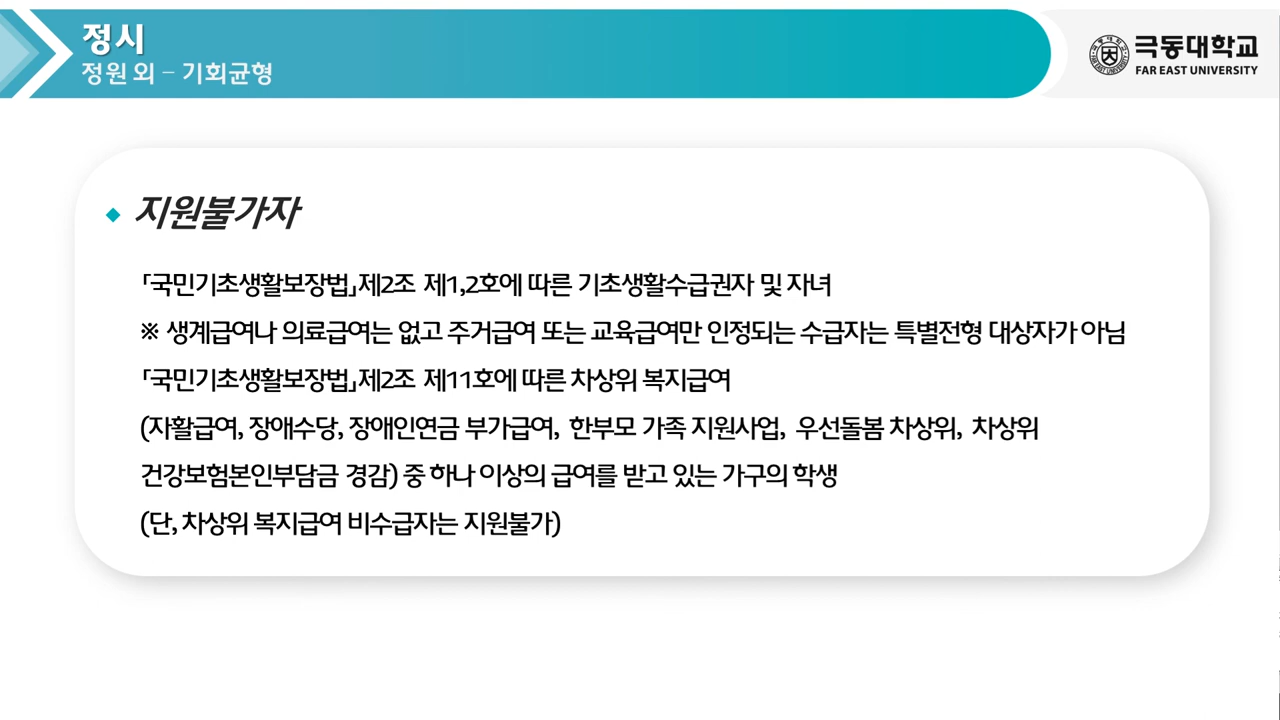 정시
정원 외 – 기회균형
극동대학교
FAR EAST UNIVERSITY
지원불가자
「국민기초생활보장법」제2조 제1,2호에 따른 기초생활수급권자 및 자녀
※ 생계급여나 의료급여는 없고 주거급여 또는 교육급여만 인정되는 수급자는 특별전형 대상자가 아님
「국민기초생활보장법」제2조 제11호에 따른 차상위 복지급여
(자활급여, 장애수당, 장애인연금 부가급여, 한부모 가족 지원사업, 우선돌봄 차상위, 차상위
건강보험본인부담금 경감) 중 하나 이상의 급여를 받고 있는 가구의 학생
(단, 차상위 복지급여 비수급자는 지원불가)